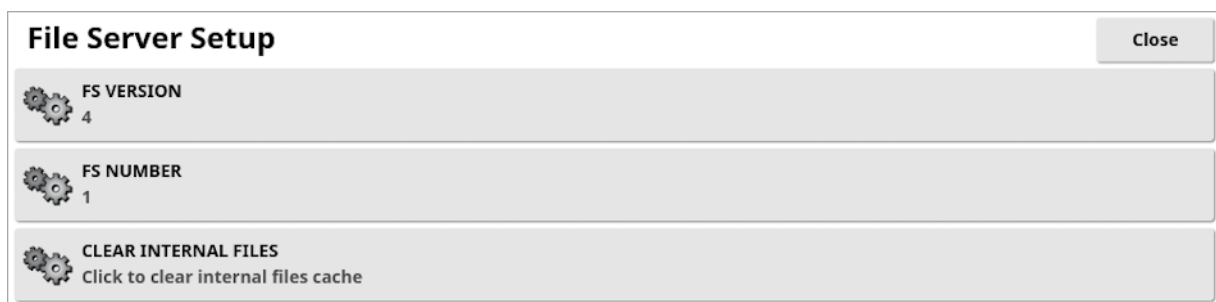 File Server Setup
Close
FS VERSION
4
FS NUMBER
1
CLEAR INTERNAL FILES
Click to clear internal files cache